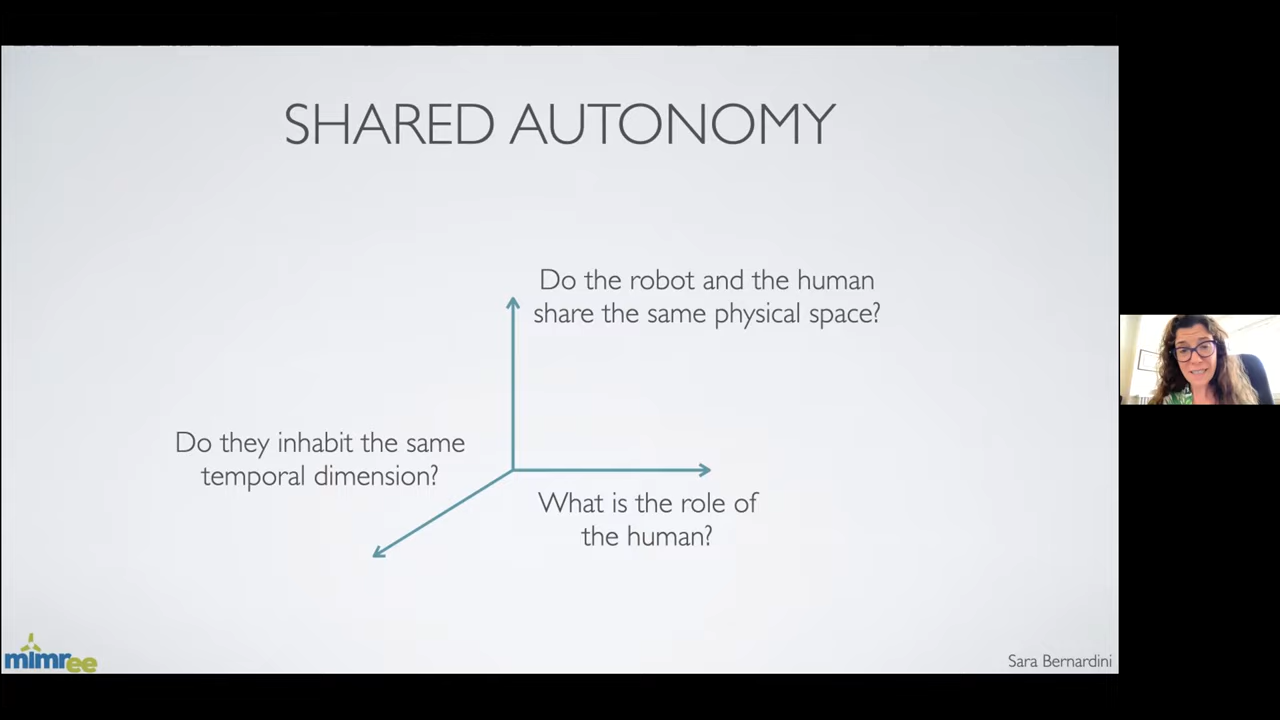 SHARED AUTONOMY
Do the robot and the human
share the same physical space?
Do they inhabit the same
temporal dimension?
What is the role of
the human?
mimree
Sara Bernardini